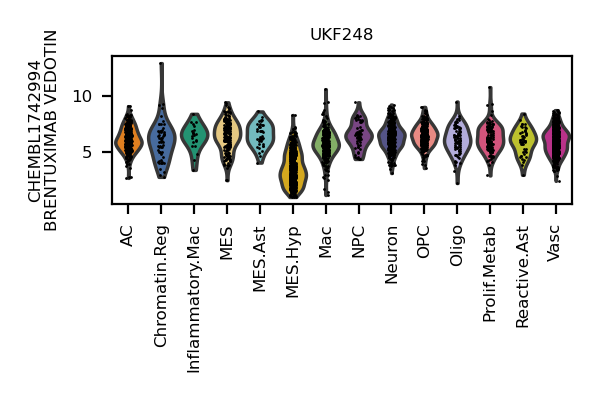 UKF248
CHEMBL1742994
BRENTUXIMAB VEDOTIN
10
5
AC
Chromatin.Reg
Inflammatory.Mac
MES
MES.Ast
MES.Hyp
Mac
NPC
Neuron
OPC
Oligo
Prolif.Metab
Reactive.Ast
Vasc